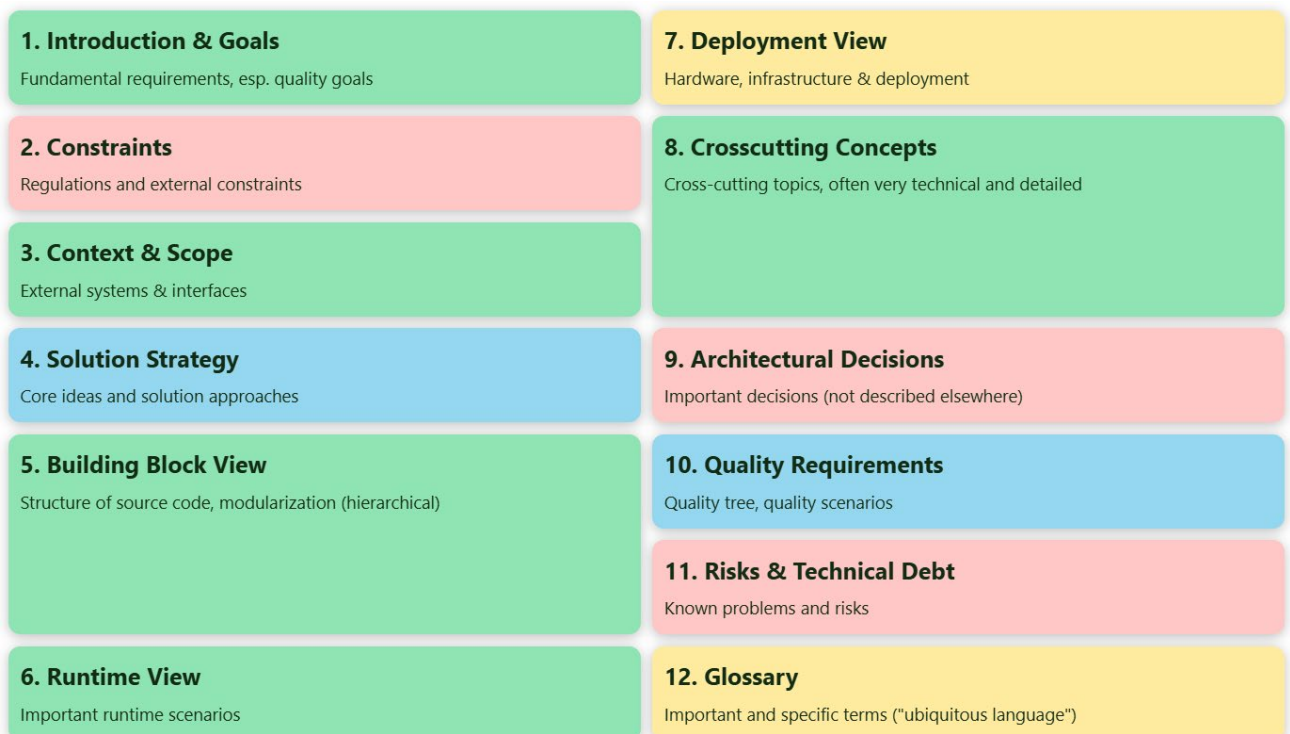 1. Introduction & Goals
Fundamental requirements, esp. quality goals
2. Constraints
Regulations and external constraints
3. Context & Scope
External systems & interfaces
4. Solution Strategy
Core ideas and solution approaches
5. Building Block View
Structure of source code, modularization (hierarchical)
6. Runtime View
Important runtime scenarios
7. Deployment View
Hardware, infrastructure & deployment
8. Crosscutting Concepts
Cross-cutting topics, often very technical and detailed
9. Architectural Decisions
Important decisions (not described elsewhere)
10. Quality Requirements
Quality tree, quality scenarios
11. Risks & Technical Debt
Known problems and risks
12. Glossary
Important and specific terms ("ubiquitous language")